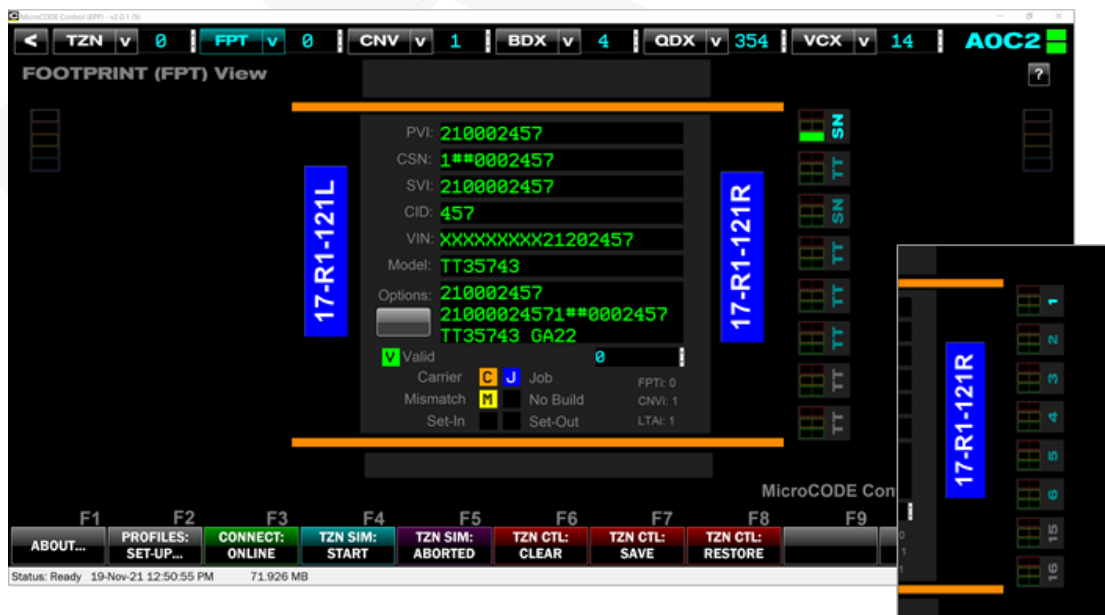 MicroCODE Control (EPP) - v2.0.1 (9)
< TZN v 0 FPT v 0 CNV v 1 BDX v 4 QDX v 354 VCX v 14 AOC2
FOOTPRINT (FPT) View
?
PVI: 210002457
CSN: 1##0002457
SVI: 2100002457
CID: 457
VIN: XXXXXXXXX21202457
Model: TT35743
Options: 210002457
21000024571##0002457
TT35743 GA22
V Valid 0
Carrier C J Job FPTi: 0
Mismatch M No Build CNVi: 1
Set-In Set-Out LTAi: 1
17-R1-121L
17-R1-121R
SN
TT
SN
TT
TT
TT
TT
TT
MicroCODE Con
F1 F2 F3 F4 F5 F6 F7 F8 F9
ABOUT... PROFILES: SET-UP... CONNECT: ONLINE TZN SIM: START TZN SIM: ABORTED TZN CTL: CLEAR TZN CTL: SAVE TZN CTL: RESTORE
Status: Ready 19-Nov-21 12:50:55 PM 71.926 MB
17-R1-121R
1
2
3
4
5
6
15
16
0
1
1